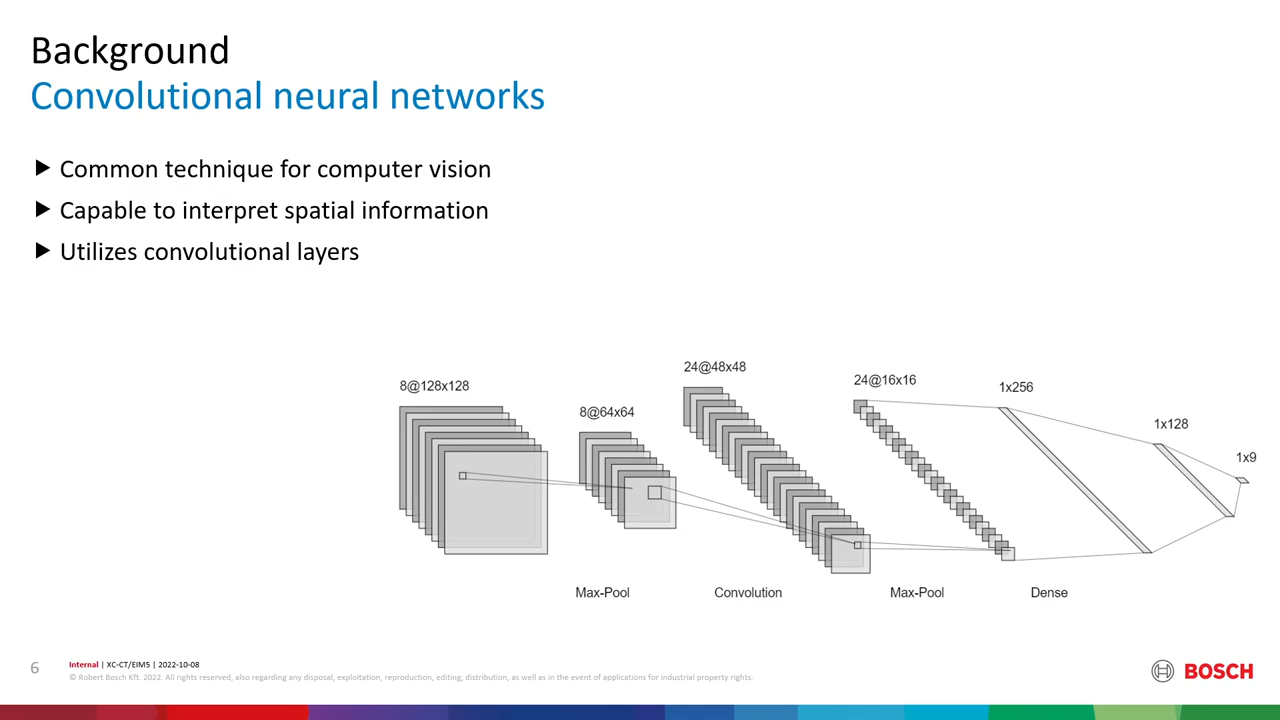 Background
Convolutional neural networks
Common technique for computer vision
Capable to interpret spatial information
Utilizes convolutional layers
8@128x128
8@64x64
24@48x48
24@16x16
1x256
1x128
1x9
Max-Pool
Convolution
Max-Pool
Dense
6
Internal | XC-CT/EIM5 | 2022-10-08
© Robert Bosch Kft. 2022. All rights reserved, also regarding any disposal, exploitation, reproduction, editing, distribution, as well as in the event of applications for industrial property rights.
BOSCH